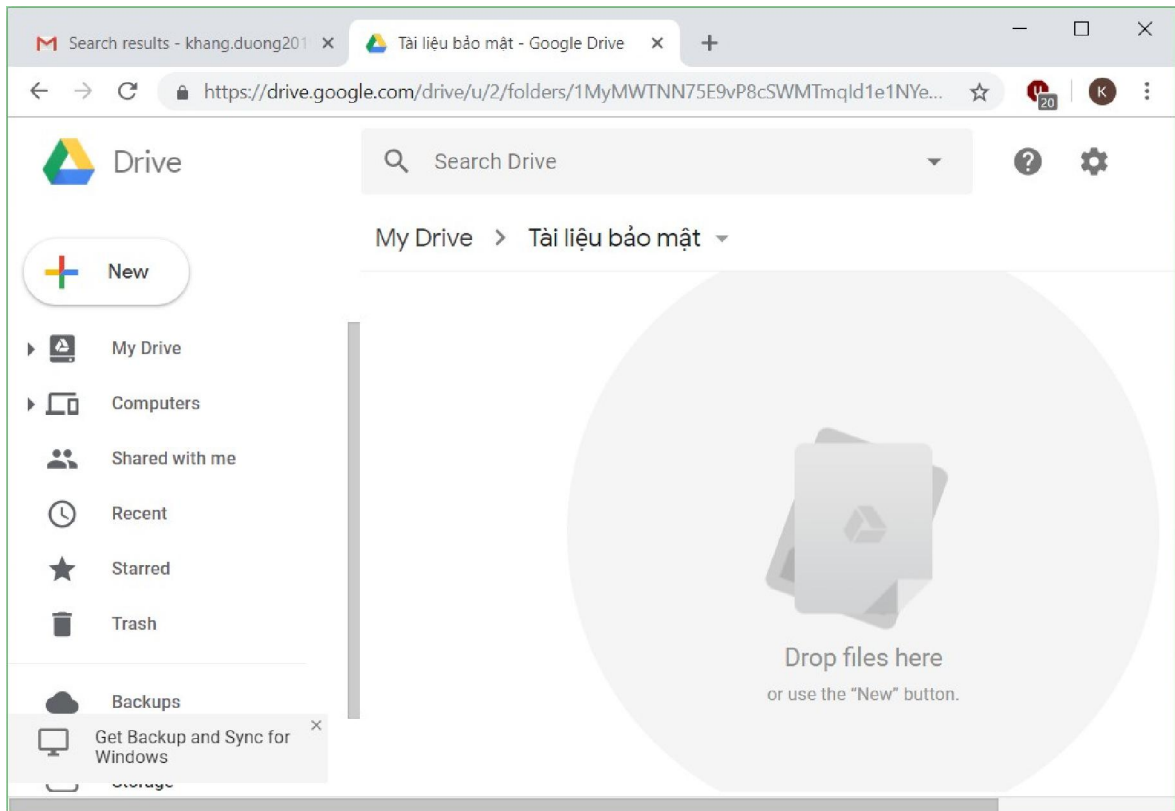 Search results - khang.duong201
Tài liệu bảo mật - Google Drive
https://drive.google.com/drive/u/2/folders/1MyMWTNN75E9vP8cSWMTmqId1e1NYe...
20
K
Drive
Search Drive
My Drive > Tài liệu bảo mật
New
My Drive
Computers
Shared with me
Recent
Starred
Trash
Backups
Get Backup and Sync for
Windows
Storage
Drop files here
or use the “New” button.